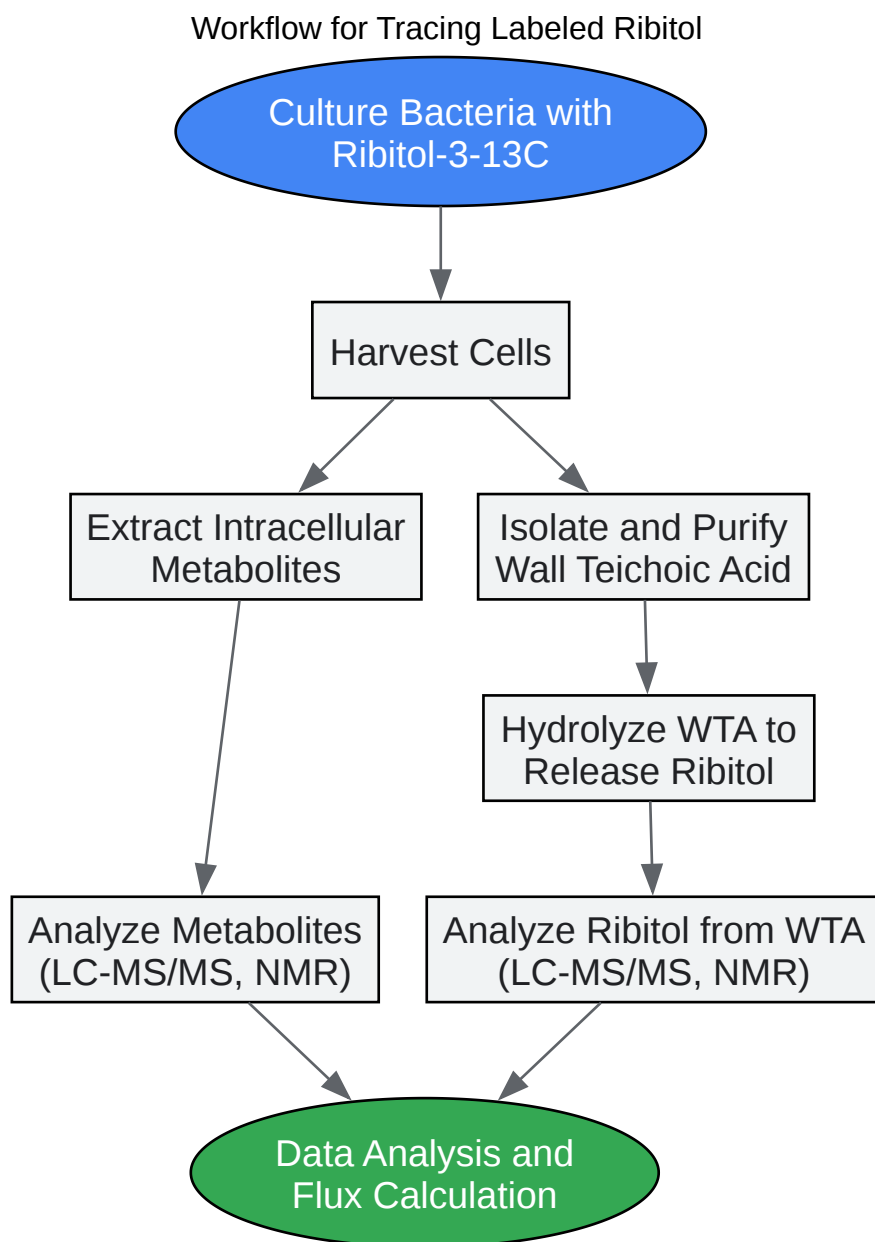 Workflow for Tracing Labeled Ribitol
Culture Bacteria with
Ribitol-3-13C
Harvest Cells
Extract Intracellular
Metabolites
Isolate and Purify
Wall Teichoic Acid
Hydrolyze WTA to
Release Ribitol
Analyze Metabolites
(LC-MS/MS, NMR)
Analyze Ribitol from WTA
(LC-MS/MS, NMR)
Data Analysis and
Flux Calculation